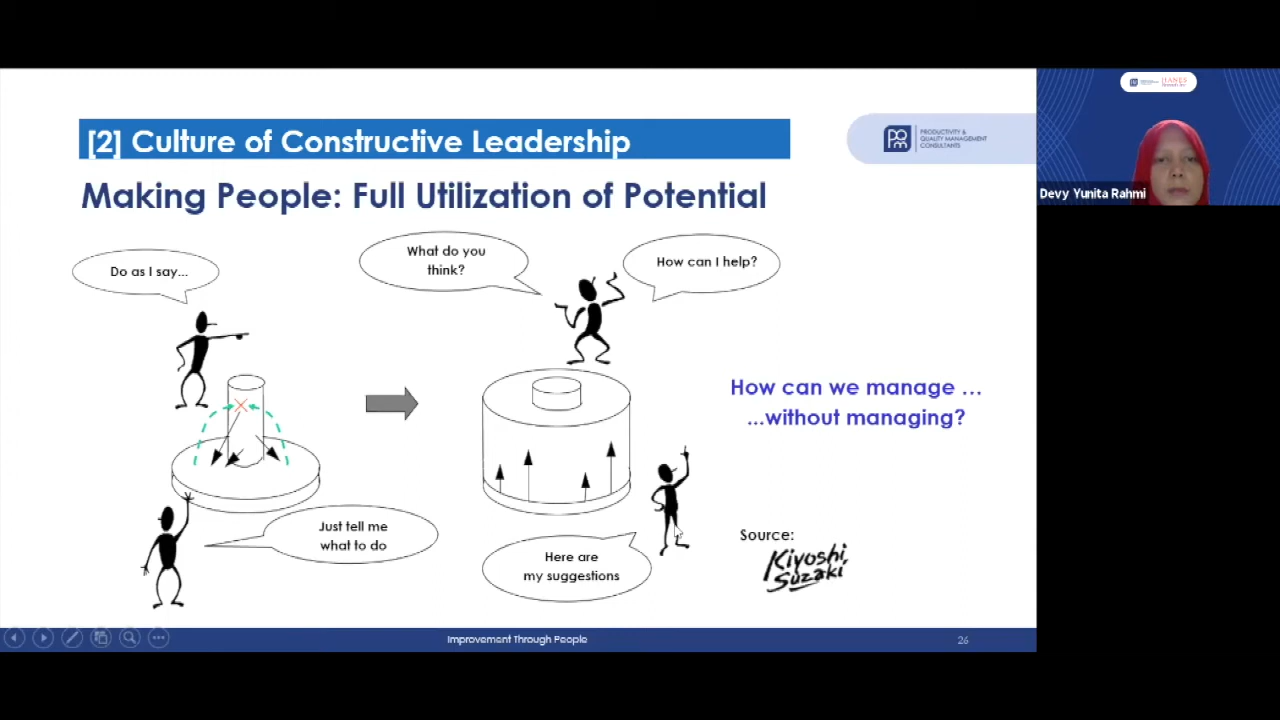 [2] Culture of Constructive Leadership
PQM
PRODUCTIVITY &
QUALITY MANAGEMENT
CONSULTANTS
Making People: Full Utilization of Potential
Do as I say...
What do you
think?
How can I help?
How can we manage ...
...without managing?
Just tell me
what to do
Here are
my suggestions
Source:
Kiyoshi
Suzaki
Improvement Through People
26
Devy Yunita Rahmi